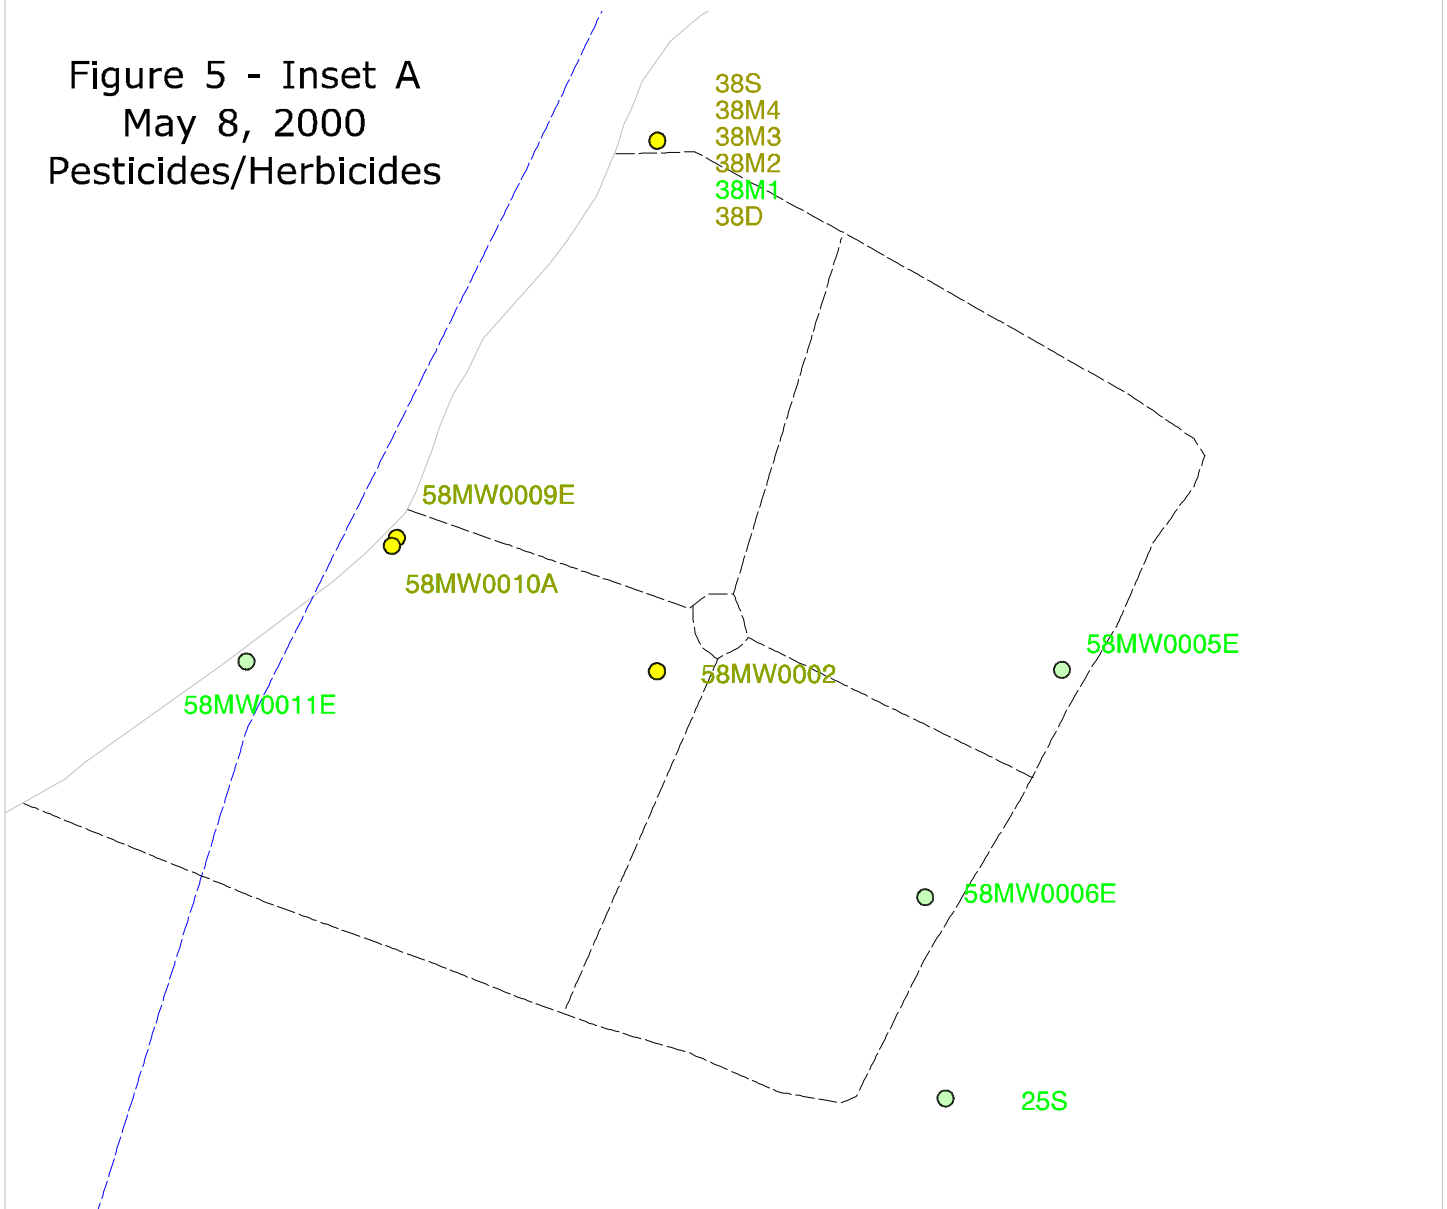 Figure 5 - Inset A
May 8, 2000
Pesticides/Herbicides
38S
38M4
38M3
38M2
38M1
38D
58MW0009E
58MW0010A
58MW0005E
58MW0002
58MW0011E
58MW0006E
25S